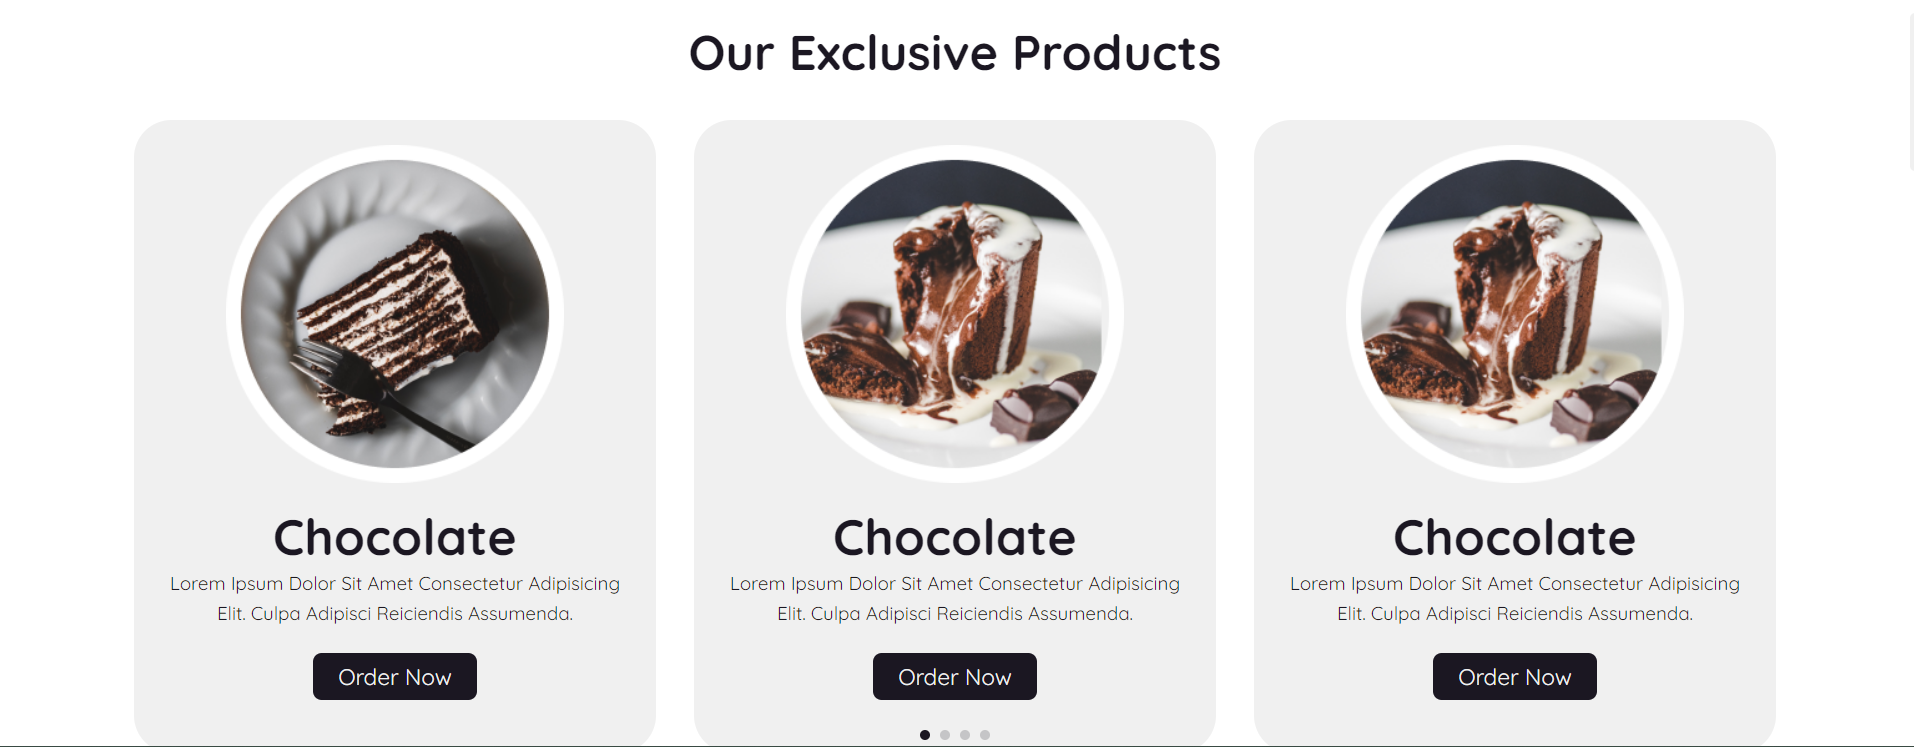 Our Exclusive Products
Chocolate
Lorem Ipsum Dolor Sit Amet Consectetur Adipisicing
Elit. Culpa Adipisci Reiciendis Assumenda.
Order Now
Chocolate
Lorem Ipsum Dolor Sit Amet Consectetur Adipisicing
Elit. Culpa Adipisci Reiciendis Assumenda.
Order Now
Chocolate
Lorem Ipsum Dolor Sit Amet Consectetur Adipisicing
Elit. Culpa Adipisci Reiciendis Assumenda.
Order Now